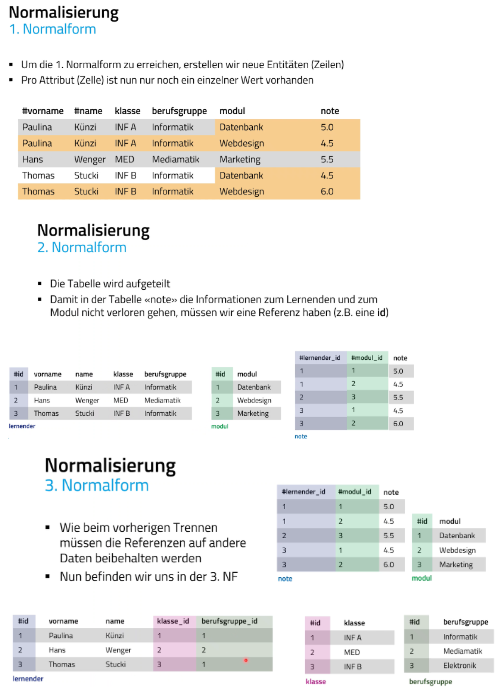 Normalisierung
1. Normalform
▪ Um die 1. Normalform zu erreichen, erstellen wir neue Entitäten (Zeilen)
▪ Pro Attribut (Zelle) ist nun nur noch ein einzelner Wert vorhanden
#vorname #name klasse berufsgruppe modul note
Paulina Künzi INF A Informatik Datenbank 5.0
Paulina Künzi INF A Informatik Webdesign 4.5
Hans Wenger MED Mediamatik Marketing 5.5
Thomas Stucki INF B Informatik Datenbank 4.5
Thomas Stucki INF B Informatik Webdesign 6.0
Normalisierung
2. Normalform
▪ Die Tabelle wird aufgeteilt
▪ Damit in der Tabelle «note» die Informationen zum Lernenden und zum
Modul nicht verloren gehen, müssen wir eine Referenz haben (z.B. eine id)
#id vorname name klasse berufsgruppe
1 Paulina Künzi INF A Informatik
2 Hans Wenger MED Mediamatik
3 Thomas Stucki INF B Informatik
lernender
#id modul
1 Datenbank
2 Webdesign
3 Marketing
modul
#lernender_id #modul_id note
1 1 5.0
1 2 4.5
2 3 5.5
3 1 4.5
3 2 6.0
note
Normalisierung
3. Normalform
▪ Wie beim vorherigen Trennen
müssen die Referenzen auf andere
Daten beibehalten werden
▪ Nun befinden wir uns in der 3. NF
#lernender_id #modul_id note
1 1 5.0
1 2 4.5
2 3 5.5
3 1 4.5
3 2 6.0
note
#id modul
1 Datenbank
2 Webdesign
3 Marketing
modul
#id vorname name klasse_id berufsgruppe_id
1 Paulina Künzi 1 1
2 Hans Wenger 2 2
3 Thomas Stucki 3 1
lernender
#id klasse
1 INF A
2 MED
3 INF B
klasse
#id berufsgruppe
1 Informatik
2 Mediamatik
3 Elektronik
berufsgruppe